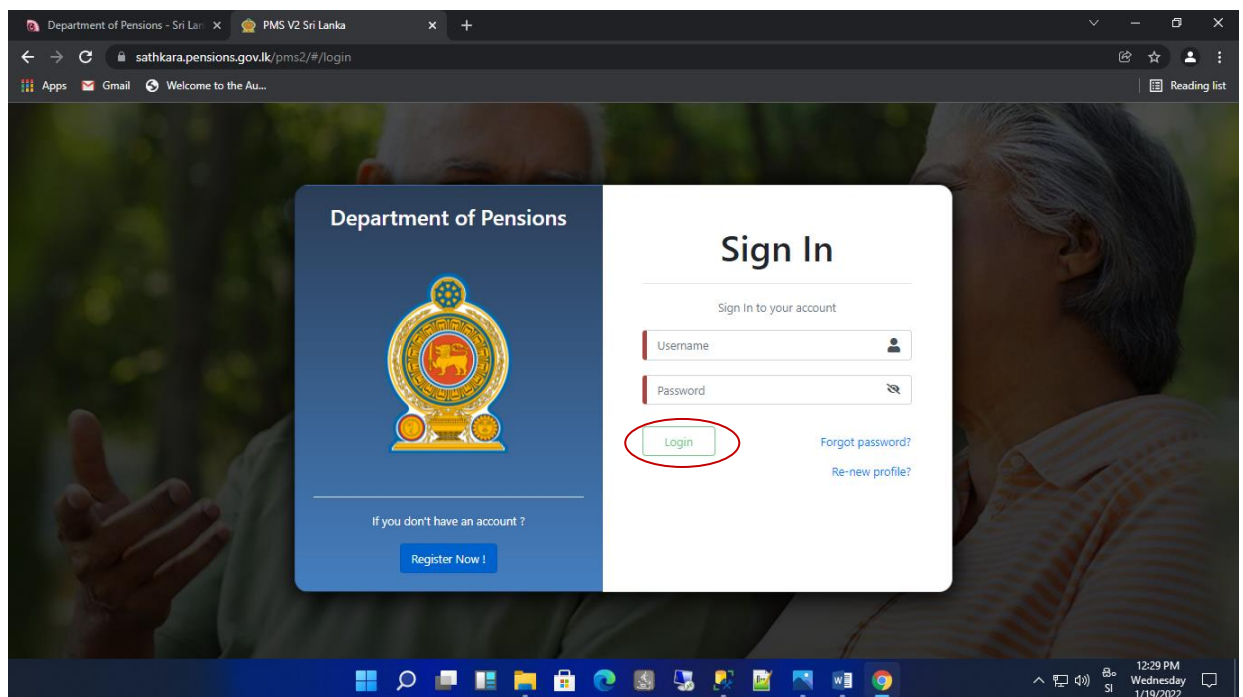 Department of Pensions - Sri Lan
PMS V2 Sri Lanka
sathkara.pensions.gov.lk/pms2/#/login
Apps
Gmail
Welcome to the Au...
Reading list
Department of Pensions
If you don't have an account ?
Register Now !
Sign In
Sign In to your account
Username
Password
Login
Forgot password?
Re-new profile?
SI
12:29 PM
Wednesday
1/19/2022